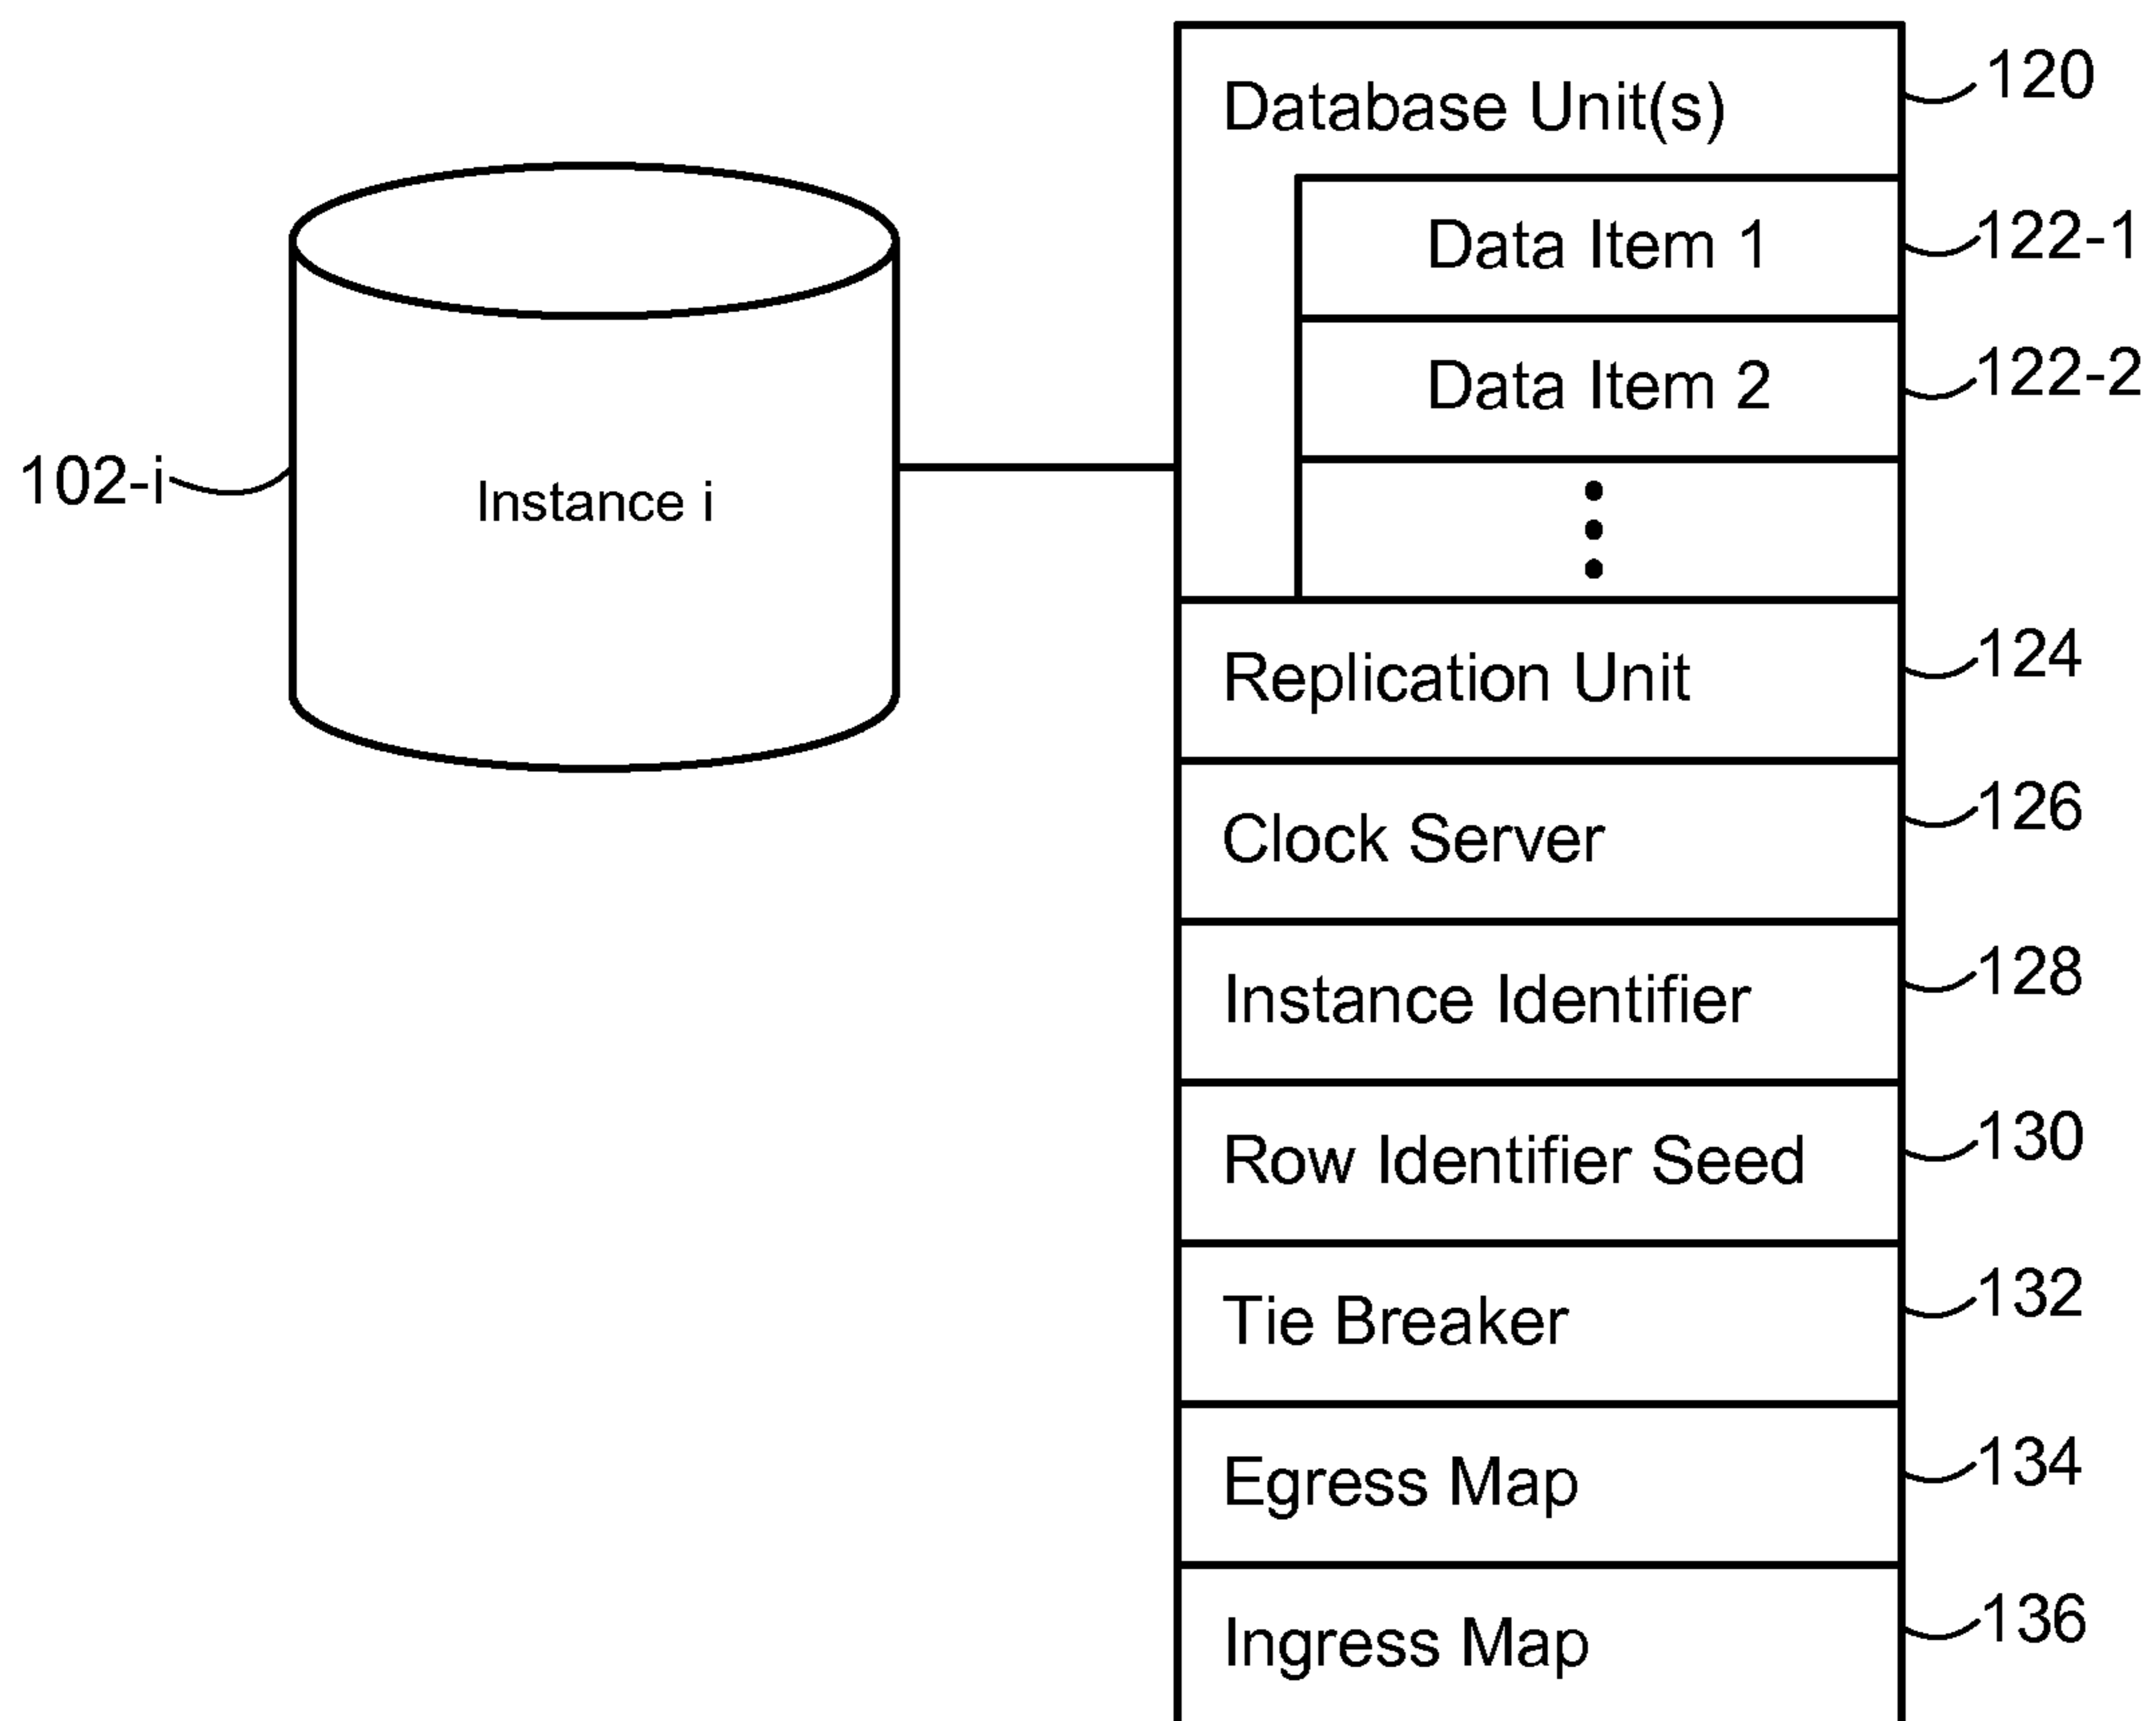 Database Unit(s)
120
Data Item 1
122-1
Data Item 2
122-2
102-i
Instance i
Replication Unit
124
Clock Server
126
Instance Identifier
128
Row Identifier Seed
130
Tie Breaker
132
Egress Map
134
Ingress Map
136